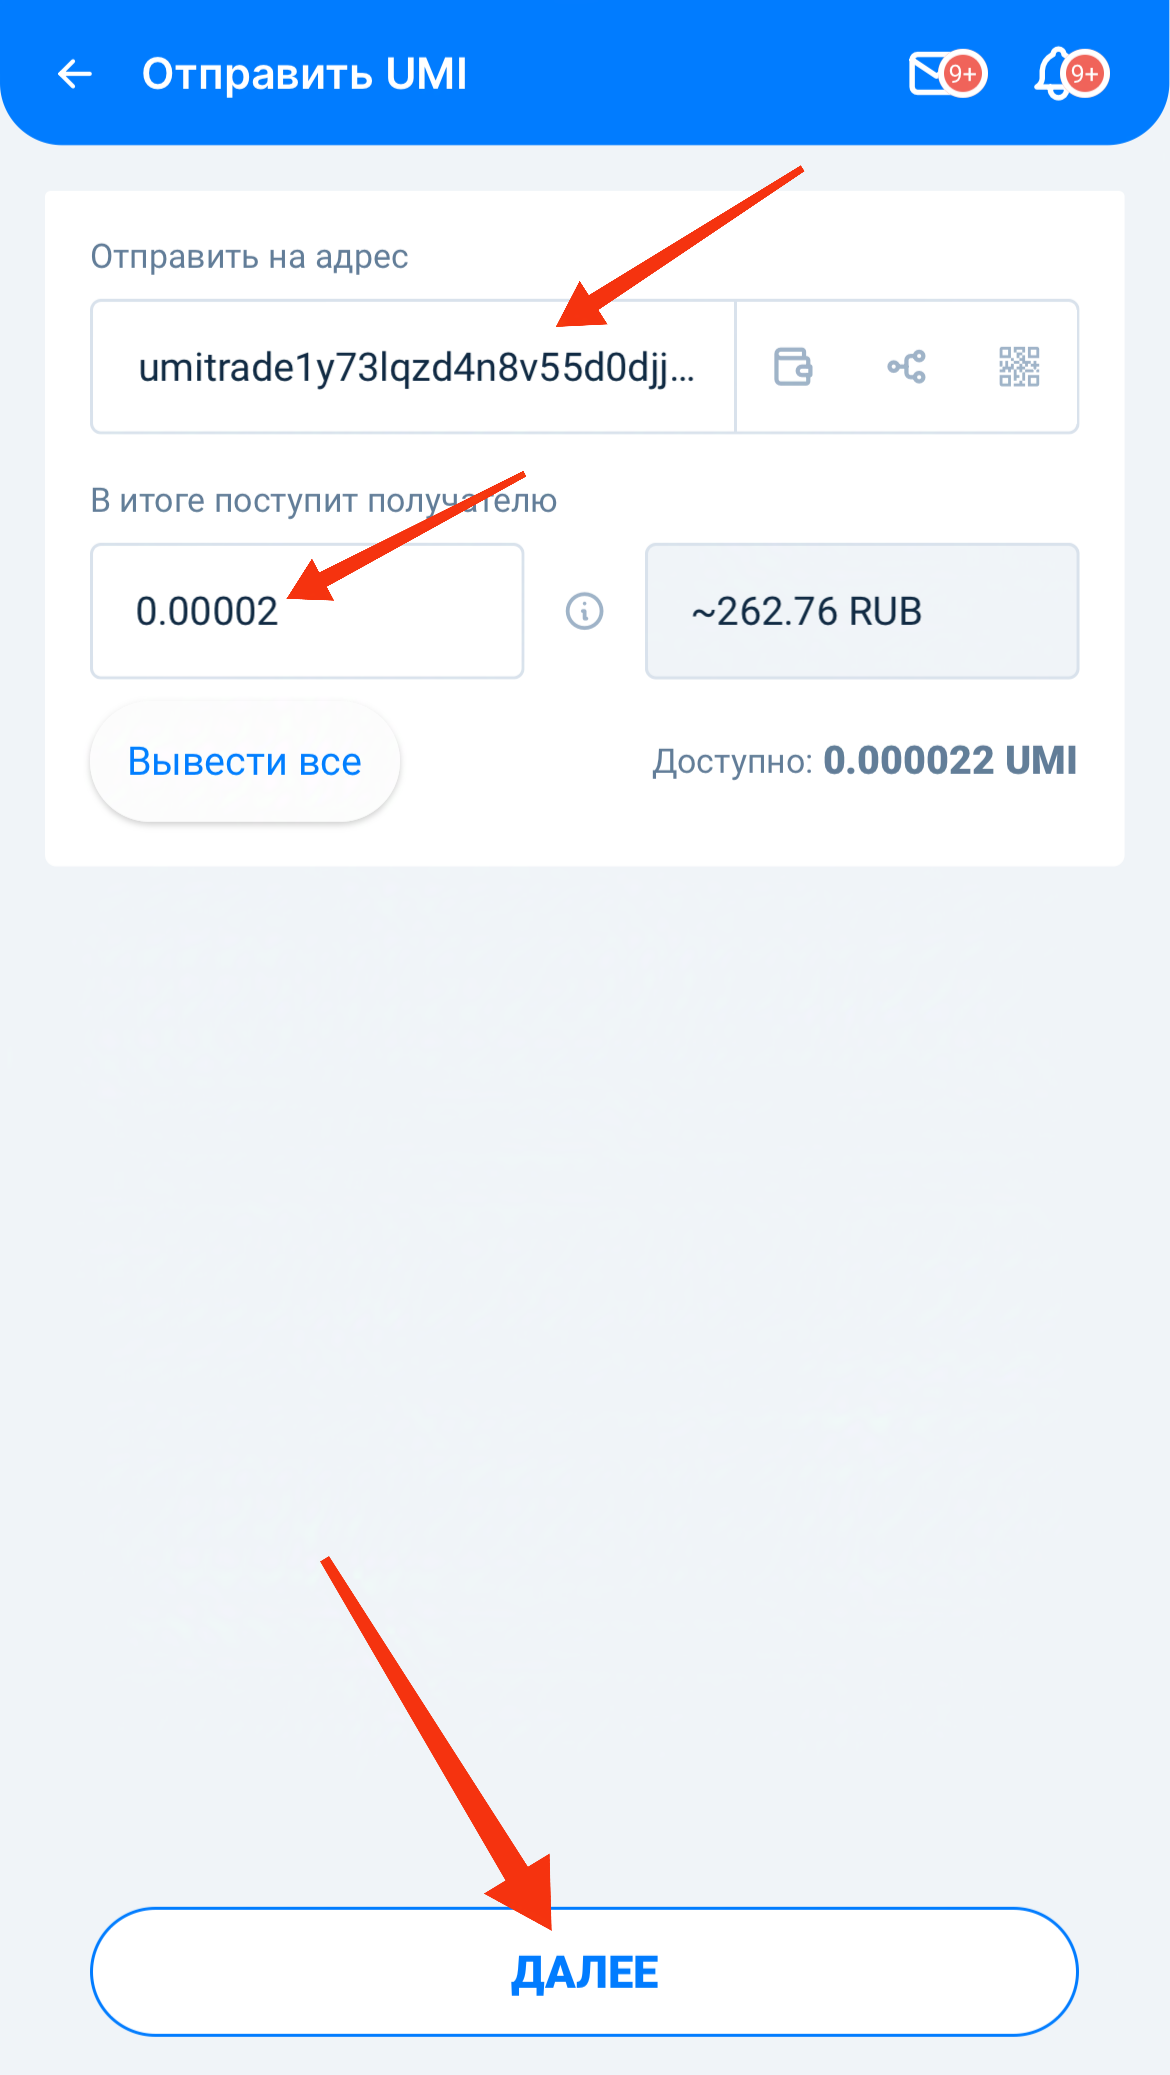 Отправить UMI
9+
9+
Отправить на адрес
umitrade1y73lqzd4n8v55d0djj...
В итоге поступит получателю
0.00002
~262.76 RUB
Вывести все
Доступно: 0.000022 UMI
ДАЛЕЕ